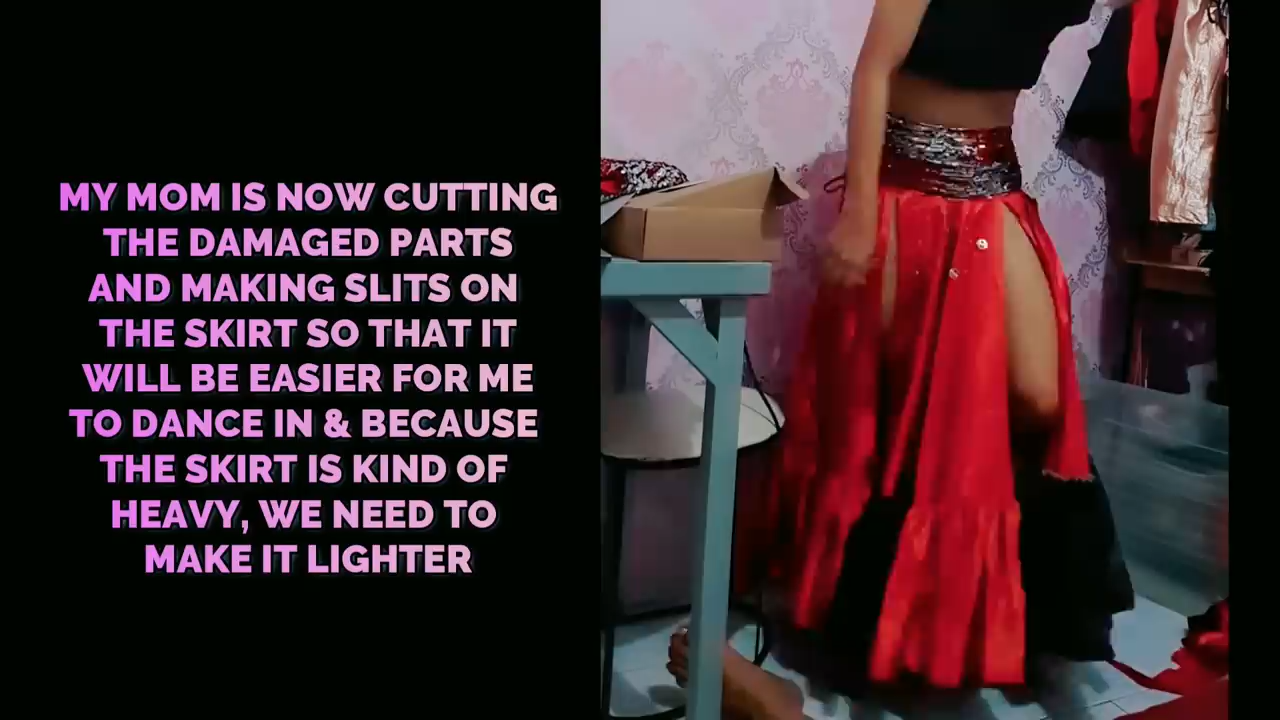 MY MOM IS NOW CUTTING
THE DAMAGED PARTS
AND MAKING SLITS ON
THE SKIRT SO THAT IT
WILL BE EASIER FOR ME
TO DANCE IN & BECAUSE
THE SKIRT IS KIND OF
HEAVY, WE NEED TO
MAKE IT LIGHTER